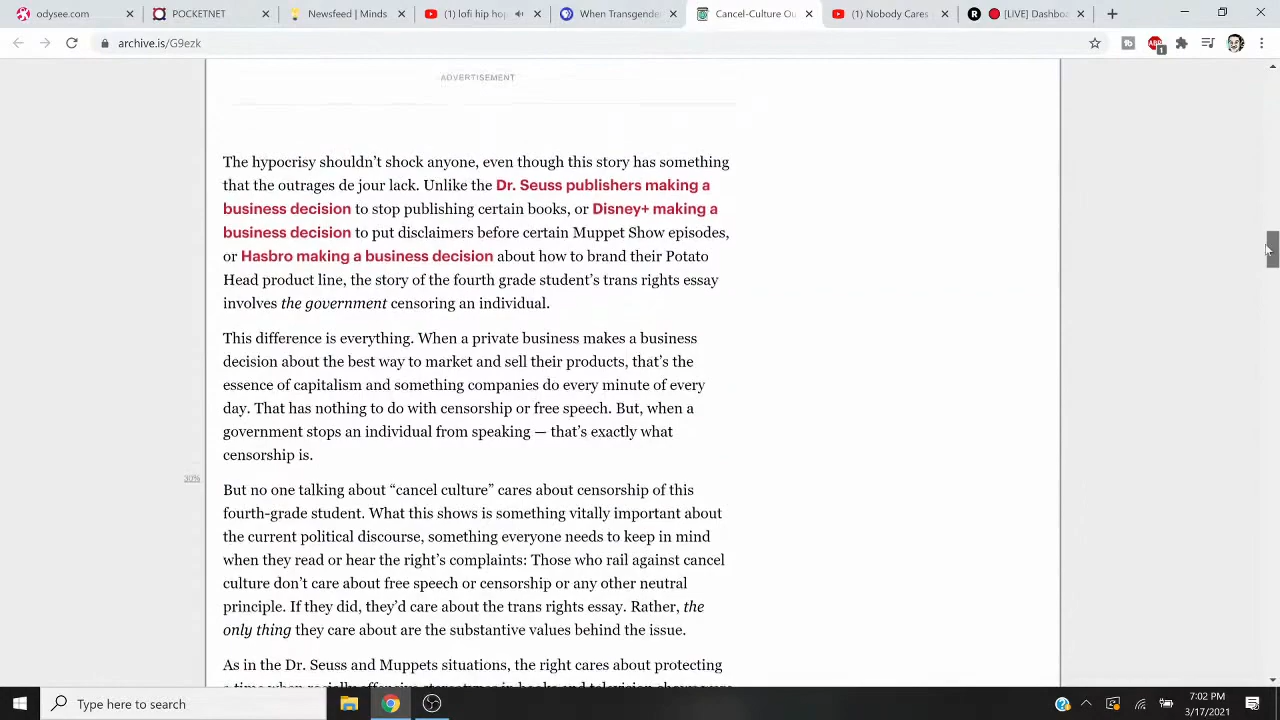 odysee.com
POCKETNET
Newsfeed | Minds
(1) lofi hip hop
When Transgende
Cancel-Culture Ou
(1) Nobody Cares
[LIVE] Dashbo
archive.is/G9ezk
1
ADVERTISEMENT
The hypocrisy shouldn’t shock anyone, even though this story has something
that the outrages de jour lack. Unlike the Dr. Seuss publishers making a
business decision to stop publishing certain books, or Disney+ making a
business decision to put disclaimers before certain Muppet Show episodes,
or Hasbro making a business decision about how to brand their Potato
Head product line, the story of the fourth grade student’s trans rights essay
involves the government censoring an individual.
This difference is everything. When a private business makes a business
decision about the best way to market and sell their products, that’s the
essence of capitalism and something companies do every minute of every
day. That has nothing to do with censorship or free speech. But, when a
government stops an individual from speaking — that’s exactly what
censorship is.
30%
But no one talking about “cancel culture” cares about censorship of this
fourth-grade student. What this shows is something vitally important about
the current political discourse, something everyone needs to keep in mind
when they read or hear the right’s complaints: Those who rail against cancel
culture don’t care about free speech or censorship or any other neutral
principle. If they did, they’d care about the trans rights essay. Rather, the
only thing they care about are the substantive values behind the issue.
As in the Dr. Seuss and Muppets situations, the right cares about protecting
Type here to search
7:02 PM
3/17/2021